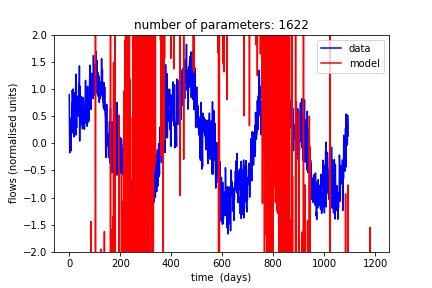 number of parameters: 1622
2.0
1.5
1.0
0.5
0.0
−0.5
−1.0
−1.5
−2.0
flows (normalised units)
data
model
0 200 400 600 800 1000 1200
time (days)